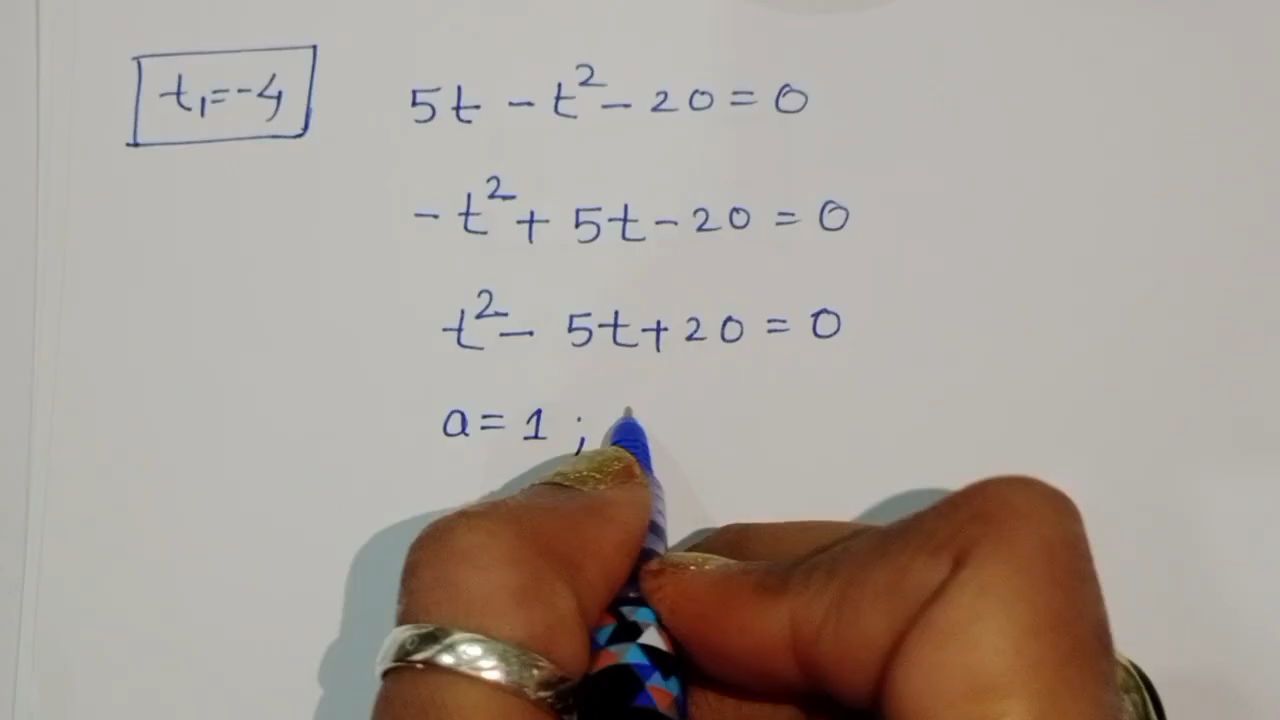 t₁=-4
5t - t² - 20 = 0
- t² + 5t - 20 = 0
t² - 5t + 20 = 0
a = 1 ;